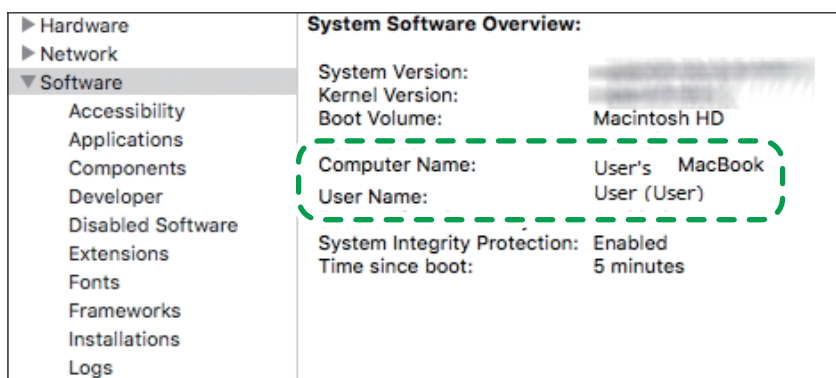 Hardware
Network
Software
Accessibility
Applications
Components
Developer
Disabled Software
Extensions
Fonts
Frameworks
Installations
Logs
System Software Overview:
System Version:
Kernel Version:
Boot Volume: Macintosh HD
Computer Name: User's MacBook
User Name: User (User)
System Integrity Protection: Enabled
Time since boot: 5 minutes